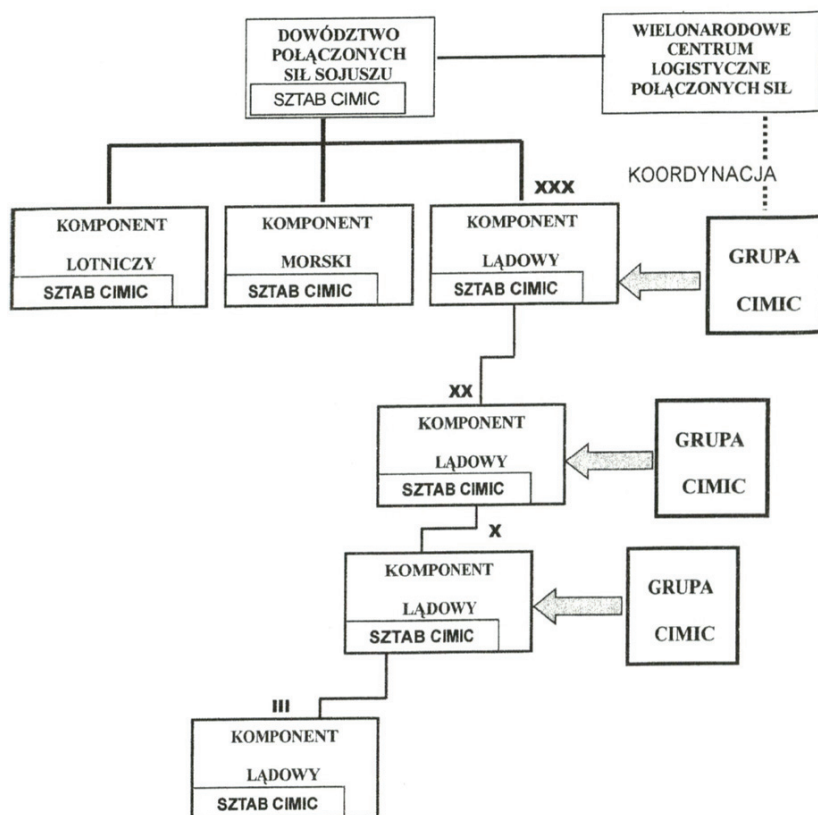 DOWÓDZTWO
POŁĄCZONYCH
SIŁ SOJUSZU
SZTAB CIMIC
WIELONARODOWE
CENTRUM
LOGISTYCZNE
POŁĄCZONYCH SIŁ
KOORDYNACJA
XXX
KOMPONENT
LOTNICZY
SZTAB CIMIC
KOMPONENT
MORSKI
SZTAB CIMIC
KOMPONENT
LĄDOWY
SZTAB CIMIC
GRUPA
CIMIC
XX
KOMPONENT
LĄDOWY
SZTAB CIMIC
GRUPA
CIMIC
X
KOMPONENT
LĄDOWY
SZTAB CIMIC
GRUPA
CIMIC
III
KOMPONENT
LĄDOWY
SZTAB CIMIC